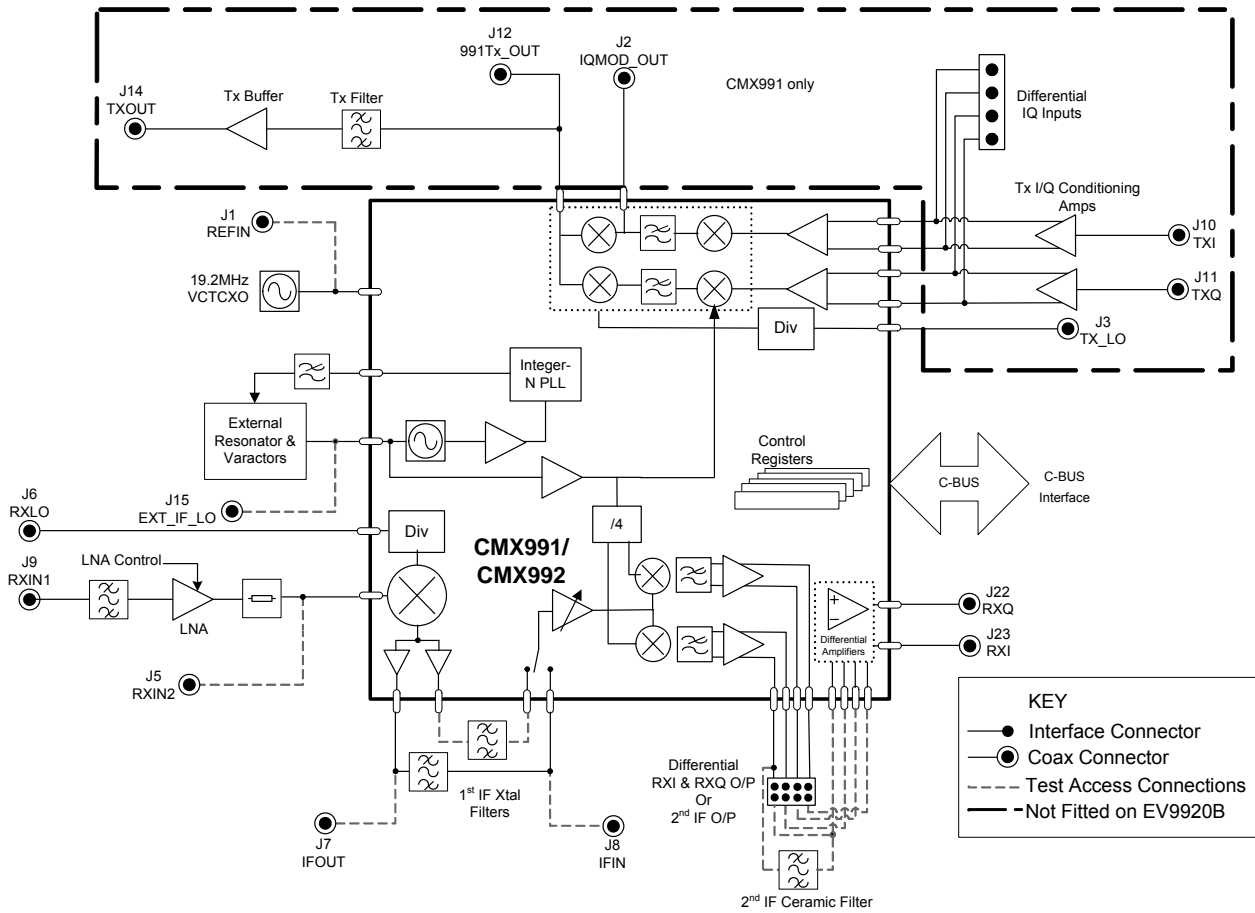 J12
991Tx_OUT
J2
IQMOD_OUT
CMX991 only
J14
TXOUT
Tx Buffer
Tx Filter
Differential
IQ Inputs
Tx I/Q Conditioning
Amps
J10
TXI
J11
TXQ
J3
TX_LO
J1
REFIN
19.2MHz
VCTCXO
Div
Integer-
N PLL
External
Resonator &
Varactors
Control
Registers
C-BUS
C-BUS
Interface
J6
RXLO
J15
EXT_IF_LO
Div
/4
CMX991/
CMX992
J9
RXIN1
LNA Control
LNA
J5
RXIN2
+
−
Differential
Amplifiers
J22
RXQ
J23
RXI
1st IF Xtal
Filters
J7
IFOUT
J8
IFIN
Differential
RXI & RXQ O/P
Or
2nd IF O/P
2nd IF Ceramic Filter
KEY
Interface Connector
Coax Connector
Test Access Connections
Not Fitted on EV9920B